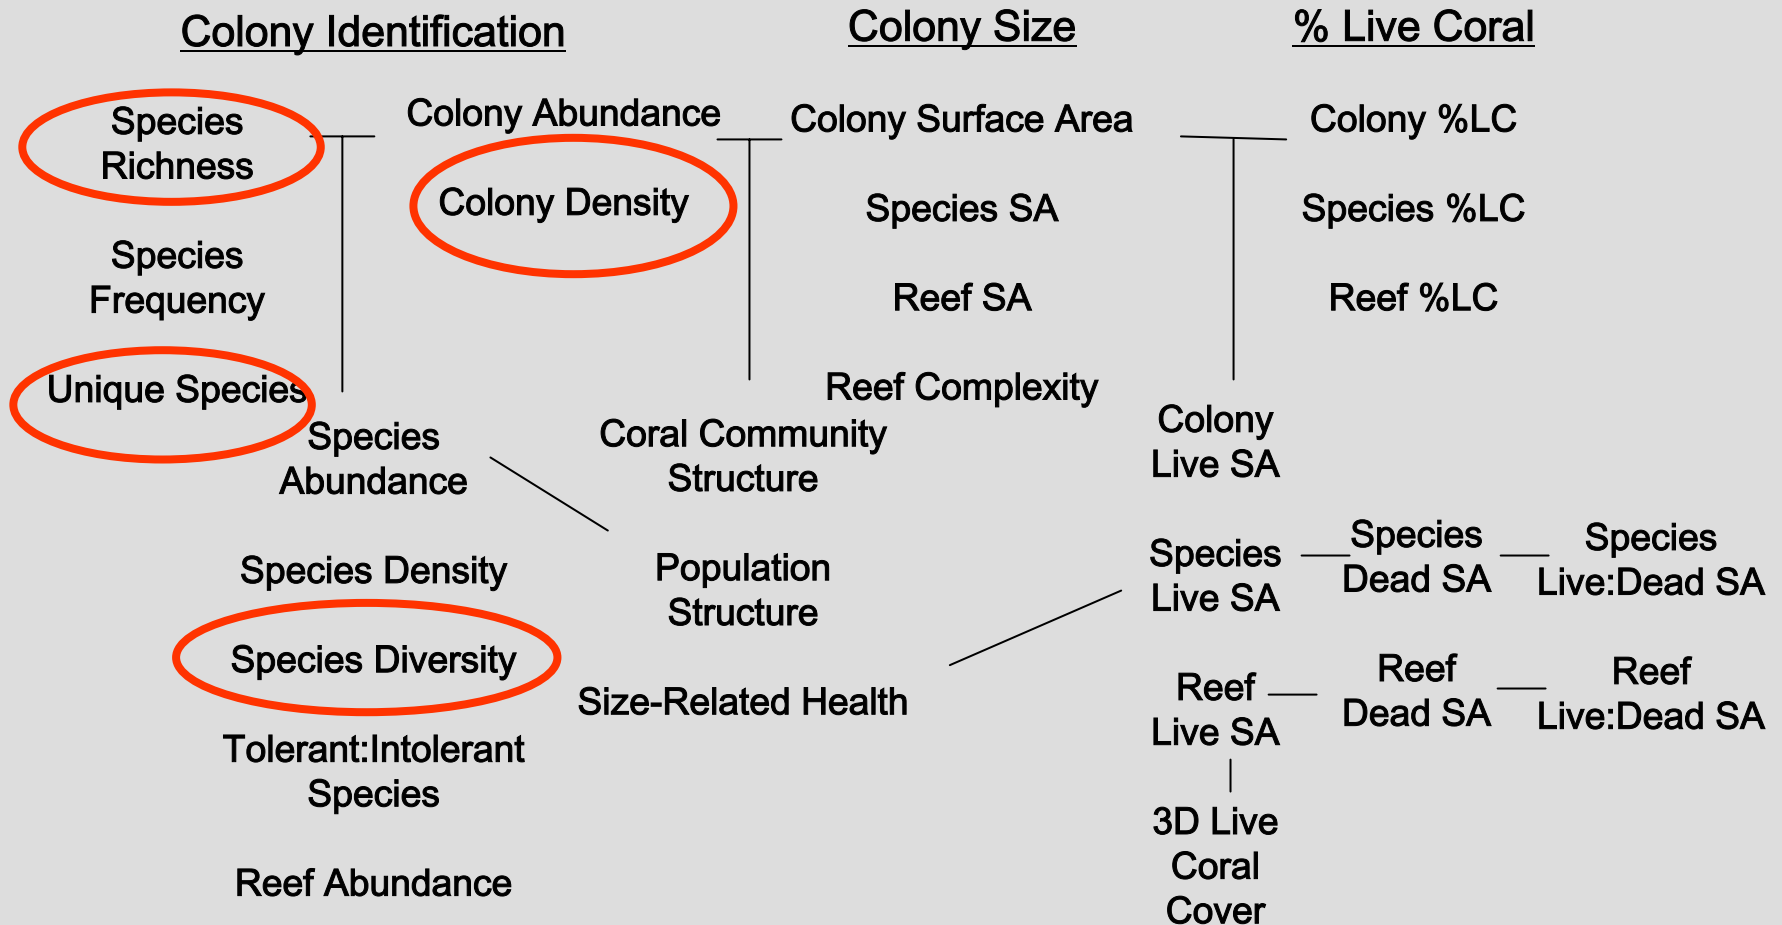 Colony Identification
Colony Size
% Live Coral
Species
Richness
Species
Frequency
Unique Species
Colony Abundance
Colony Density
Species
Abundance
Species Density
Species Diversity
Tolerant:Intolerant
Species
Reef Abundance
Colony Surface Area
Species SA
Reef SA
Reef Complexity
Coral Community
Structure
Population
Structure
Size-Related Health
Colony %LC
Species %LC
Reef %LC
Colony
Live SA
Species
Live SA
Species
Dead SA
Species
Live:Dead SA
Reef
Live SA
Reef
Dead SA
Reef
Live:Dead SA
3D Live
Coral
Cover